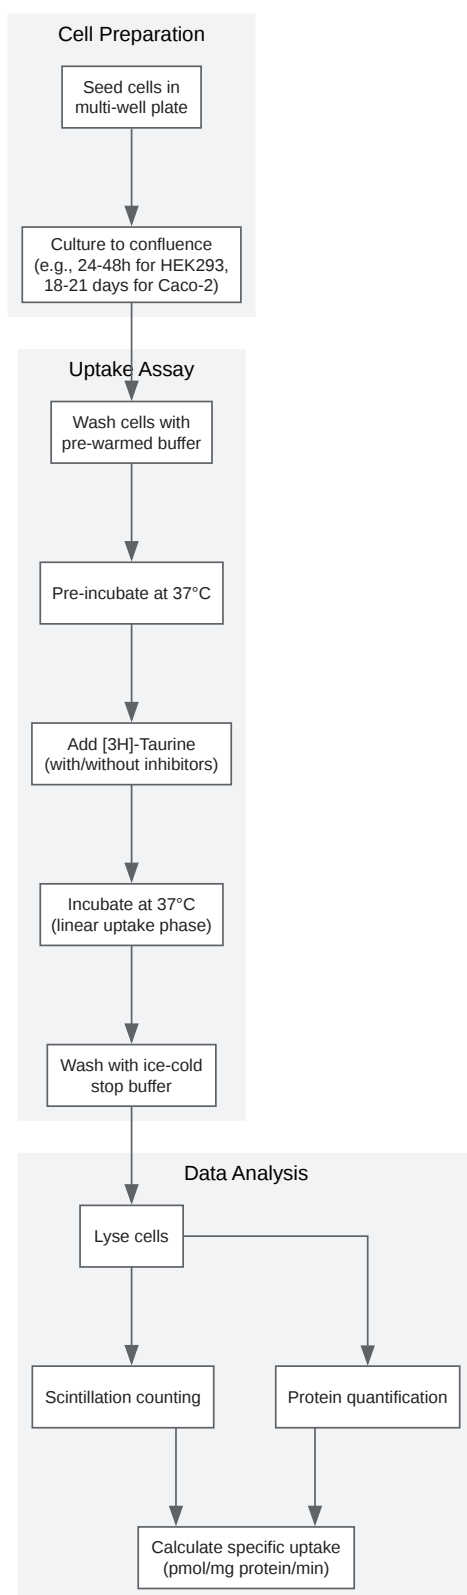 Cell Preparation
Seed cells in
multi-well plate
Culture to confluence
(e.g., 24-48h for HEK293,
18-21 days for Caco-2)
Uptake Assay
Wash cells with
pre-warmed buffer
Pre-incubate at 37°C
Add [3H]-Taurine
(with/without inhibitors)
Incubate at 37°C
(linear uptake phase)
Wash with ice-cold
stop buffer
Data Analysis
Lyse cells
Scintillation counting
Protein quantification
Calculate specific uptake
(pmol/mg protein/min)